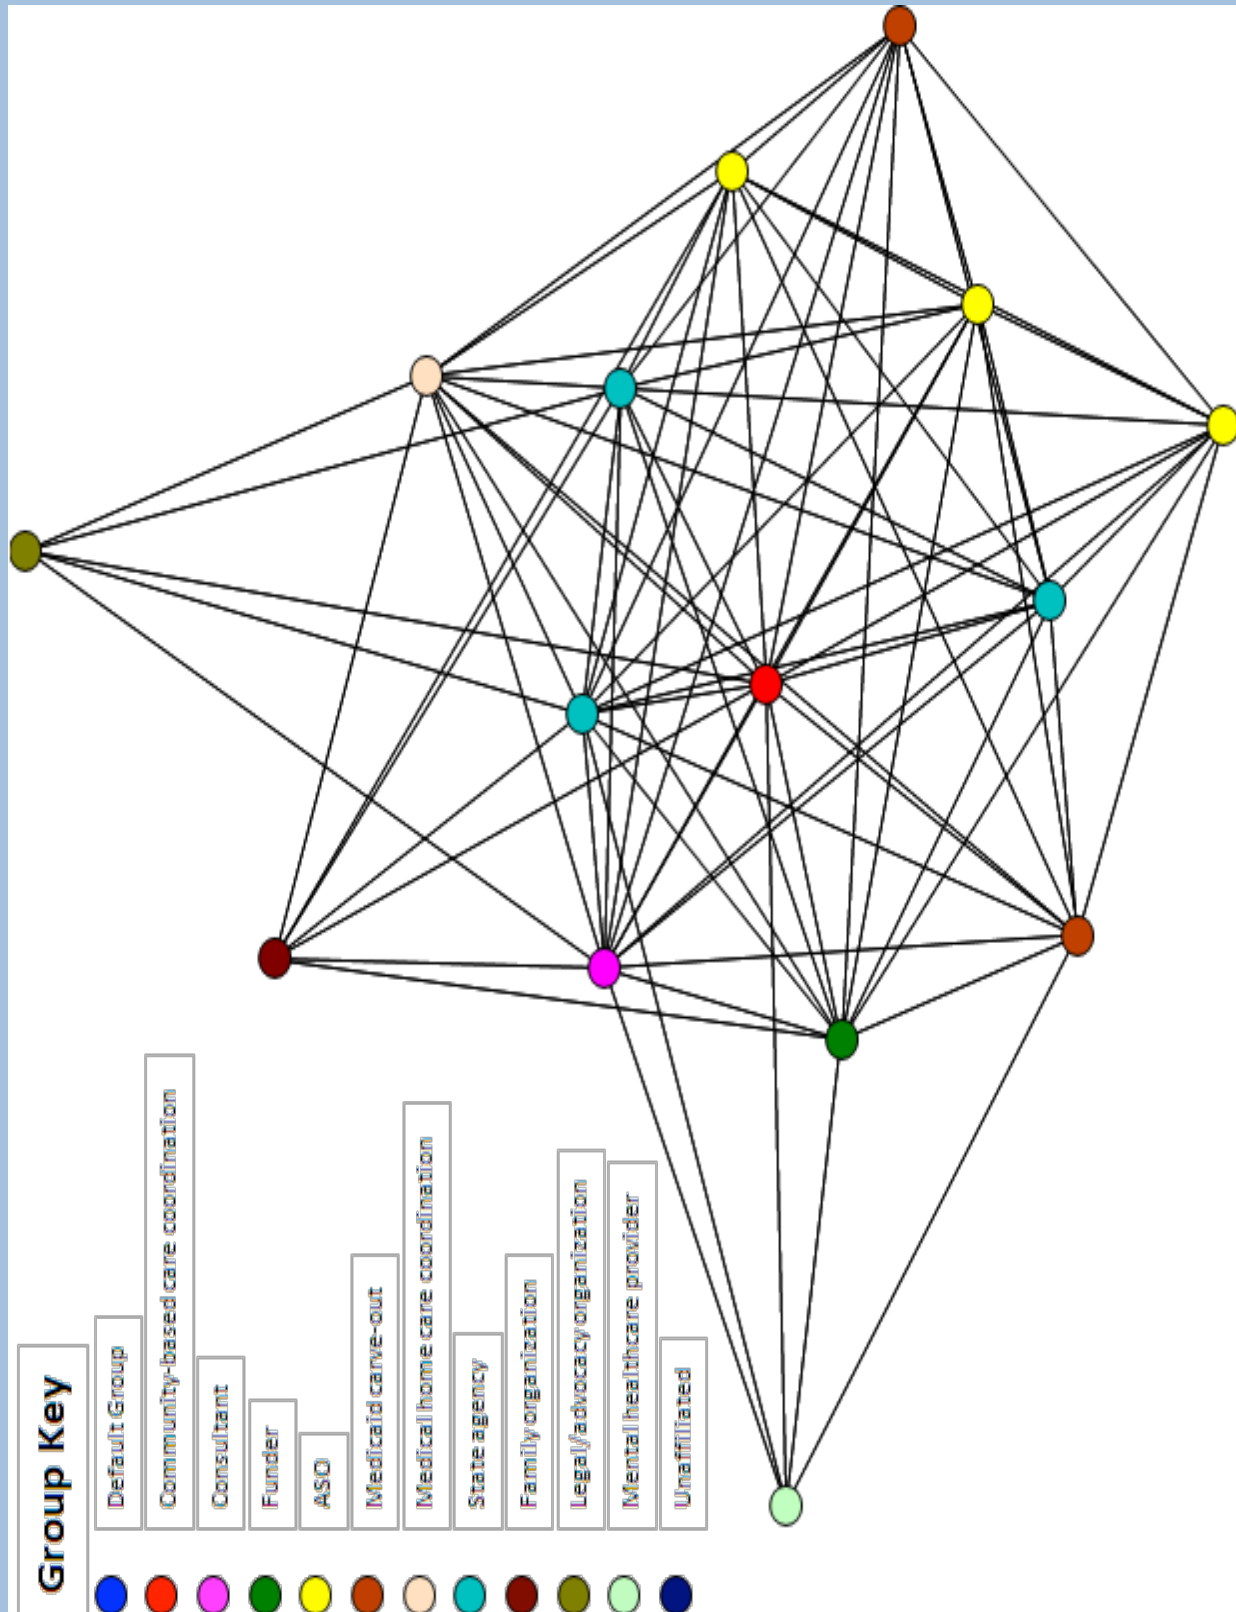 Group Key
Default Group
Community-based care coordination
Consultant
Funder
ASO
Medicaid carve-out
Medical home care coordination
State agency
Family organization
Legal/advocacy organization
Mental healthcare provider
Unaffiliated